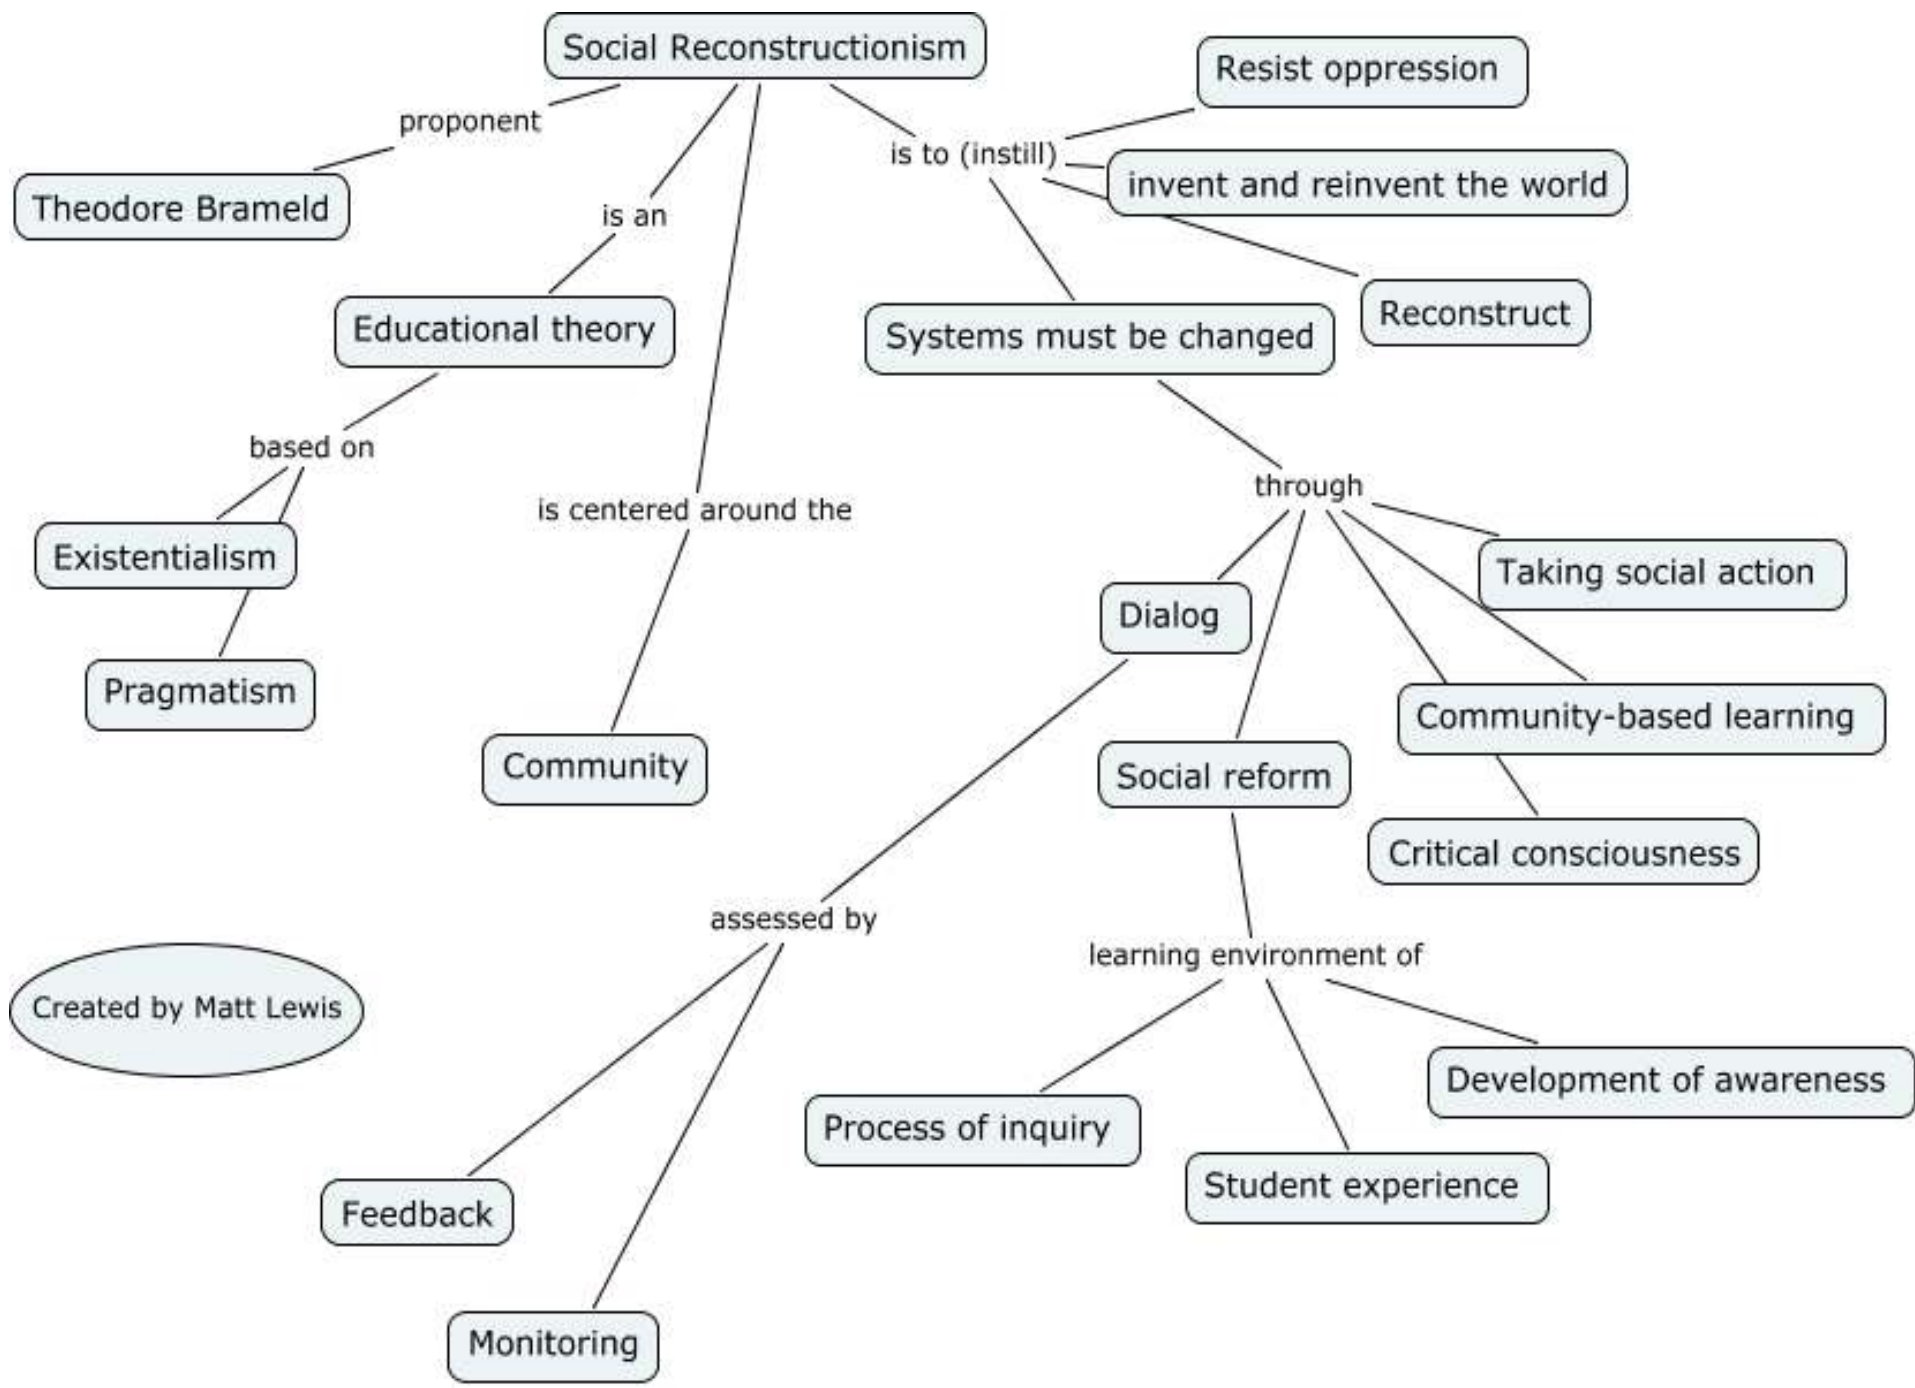 Social Reconstructionism
Resist oppression
proponent
is to (instill)
invent and reinvent the world
Theodore Brameld
is an
Educational theory
Systems must be changed
Reconstruct
based on
through
is centered around the
Existentialism
Taking social action
Dialog
Pragmatism
Community-based learning
Community
Social reform
Critical consciousness
assessed by
learning environment of
Created by Matt Lewis
Development of awareness
Process of inquiry
Student experience
Feedback
Monitoring